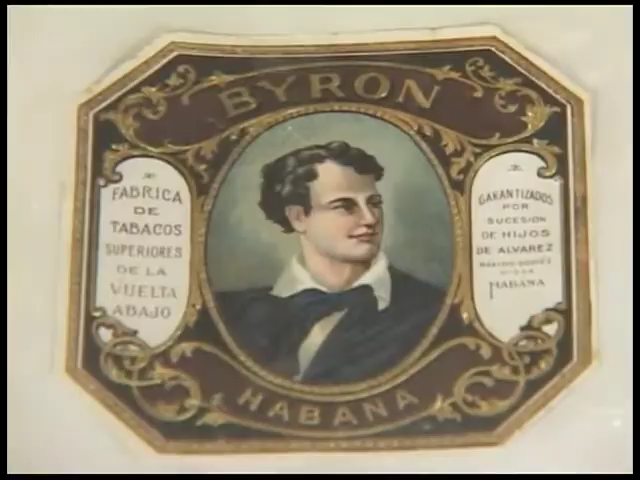 BYRON
FABRICA
DE
TABACOS
SUPERIORES
DE LA
VUELTA
ABAJO
GARANTIZADOS
POR
SUCESION
DE HIJOS
DE ALVAREZ
HABANA
HABANA